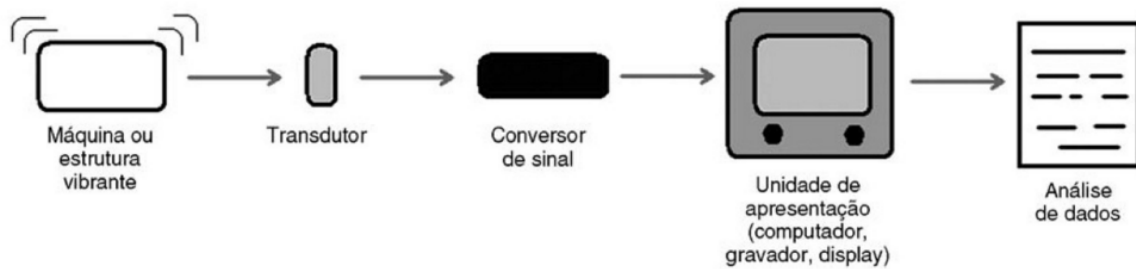 Máquina ou
estrutura
vibrante
Transdutor
Conversor
de sinal
Unidade de
apresentação
(computador,
gravador, display)
Análise
de dados